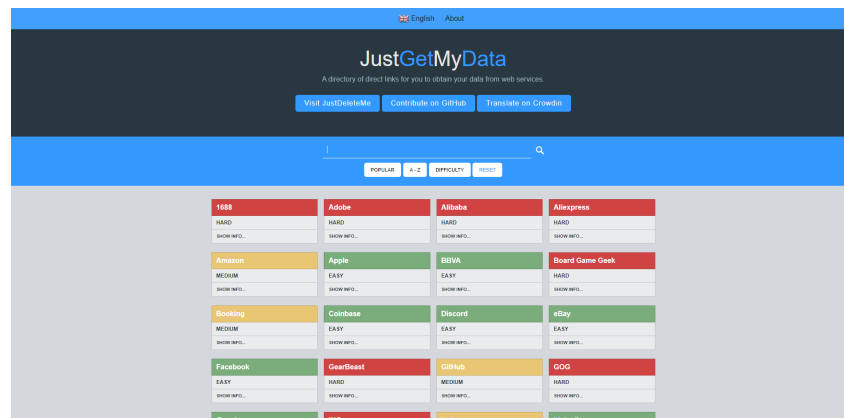 English About
JustGetMyData
A directory of direct links for you to obtain your data from web services.
Visit JustDeleteMe Contribute on GitHub Translate on Crowdin
POPULAR A - Z DIFFICULTY RESET
1688 Adobe Alibaba Aliexpress
HARD HARD HARD HARD
SHOW INFO... SHOW INFO... SHOW INFO... SHOW INFO...
Amazon Apple BBVA Board Game Geek
MEDIUM EASY EASY HARD
SHOW INFO... SHOW INFO... SHOW INFO... SHOW INFO...
Booking Coinbase Discord eBay
MEDIUM EASY EASY EASY
SHOW INFO... SHOW INFO... SHOW INFO... SHOW INFO...
Facebook GearBeast GitHub GOG
EASY HARD MEDIUM HARD
SHOW INFO... SHOW INFO... SHOW INFO... SHOW INFO...